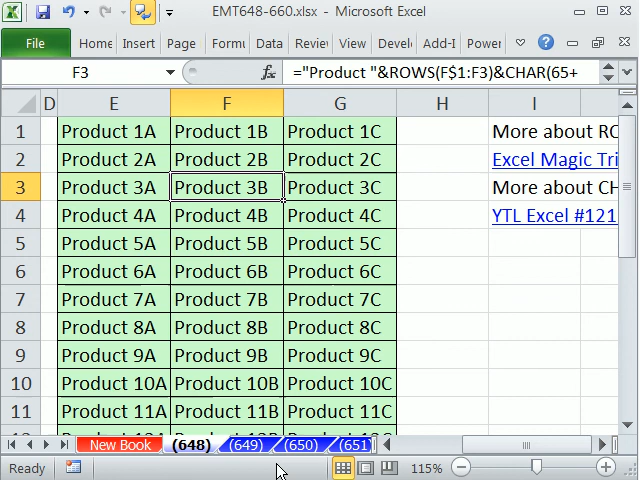 EMT648-660.xlsx - Microsoft Excel
File Home Insert Page Formu Data Review View Develo Add-I Power
F3 fx ="Product "&ROWS(F$1:F3)&CHAR(65+
D E F G H I
1 Product 1A Product 1B Product 1C More about RO
2 Product 2A Product 2B Product 2C Excel Magic Tri
3 Product 3A Product 3B Product 3C More about CH
4 Product 4A Product 4B Product 4C YTL Excel #121
5 Product 5A Product 5B Product 5C
6 Product 6A Product 6B Product 6C
7 Product 7A Product 7B Product 7C
8 Product 8A Product 8B Product 8C
9 Product 9A Product 9B Product 9C
10 Product 10A Product 10B Product 10C
11 Product 11A Product 11B Product 11C
New Book (648) (649) (650) (651)
Ready 115%